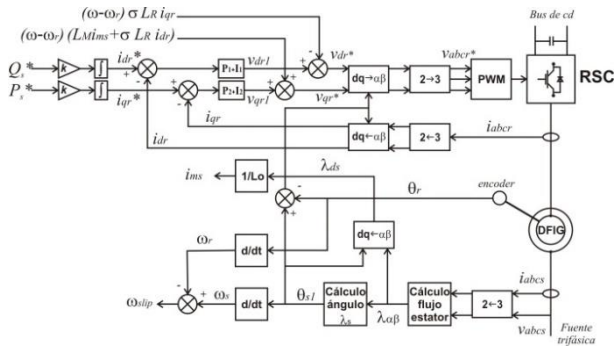 (ω-ωr) σ LR iqr
Bus de cd
(ω-ωr) (LMims+σ LR idr)
Qs* k ∫ idr* + - P1+I1 vdr1 + - vdr* dq→αβ 2→3 vabcr* PWM RSC
Ps* k ∫ iqr* + - P2+I2 vqr1 + + vqr*
iqr
idr
dq←αβ 2←3 iabcr
ims 1/Lo λds
- + θr encoder
DFIG
ωr d/dt dq←αβ
iabcs
- + ωslip ωs d/dt θs1 Cálculo ángulo λs λαβ Cálculo flujo estator 2←3
vabcs Fuente trifásica